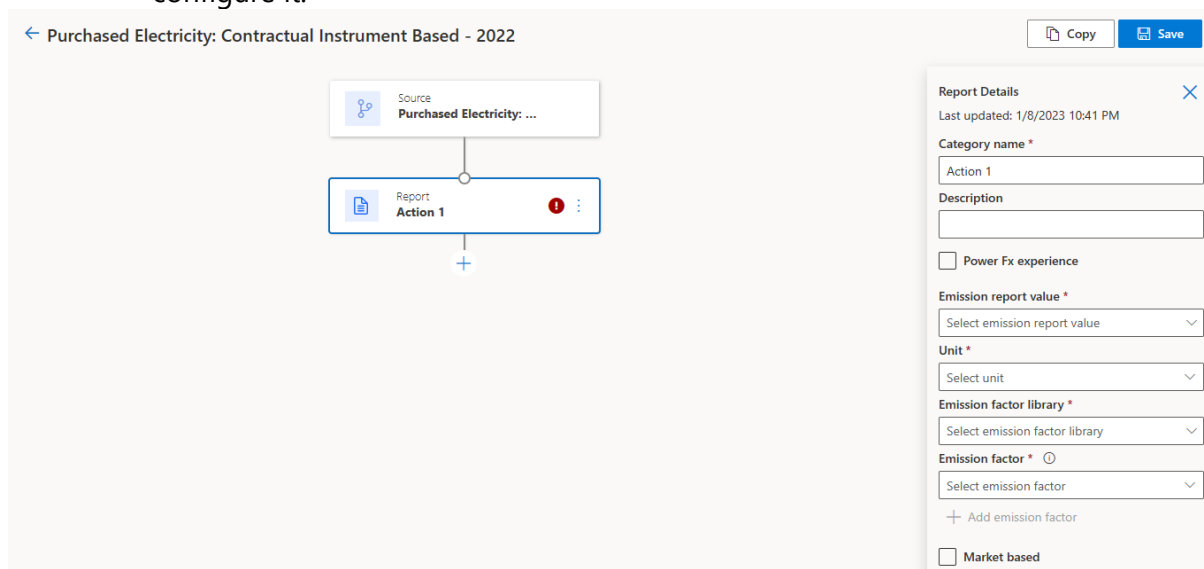 configure it.
Purchased Electricity: Contractual Instrument Based - 2022
Copy
Save
Source
Purchased Electricity: ...
Report
Action 1
Report Details
Last updated: 1/8/2023 10:41 PM
Category name *
Action 1
Description
Power Fx experience
Emission report value *
Select emission report value
Unit *
Select unit
Emission factor library *
Select emission factor library
Emission factor *
Select emission factor
+ Add emission factor
Market based